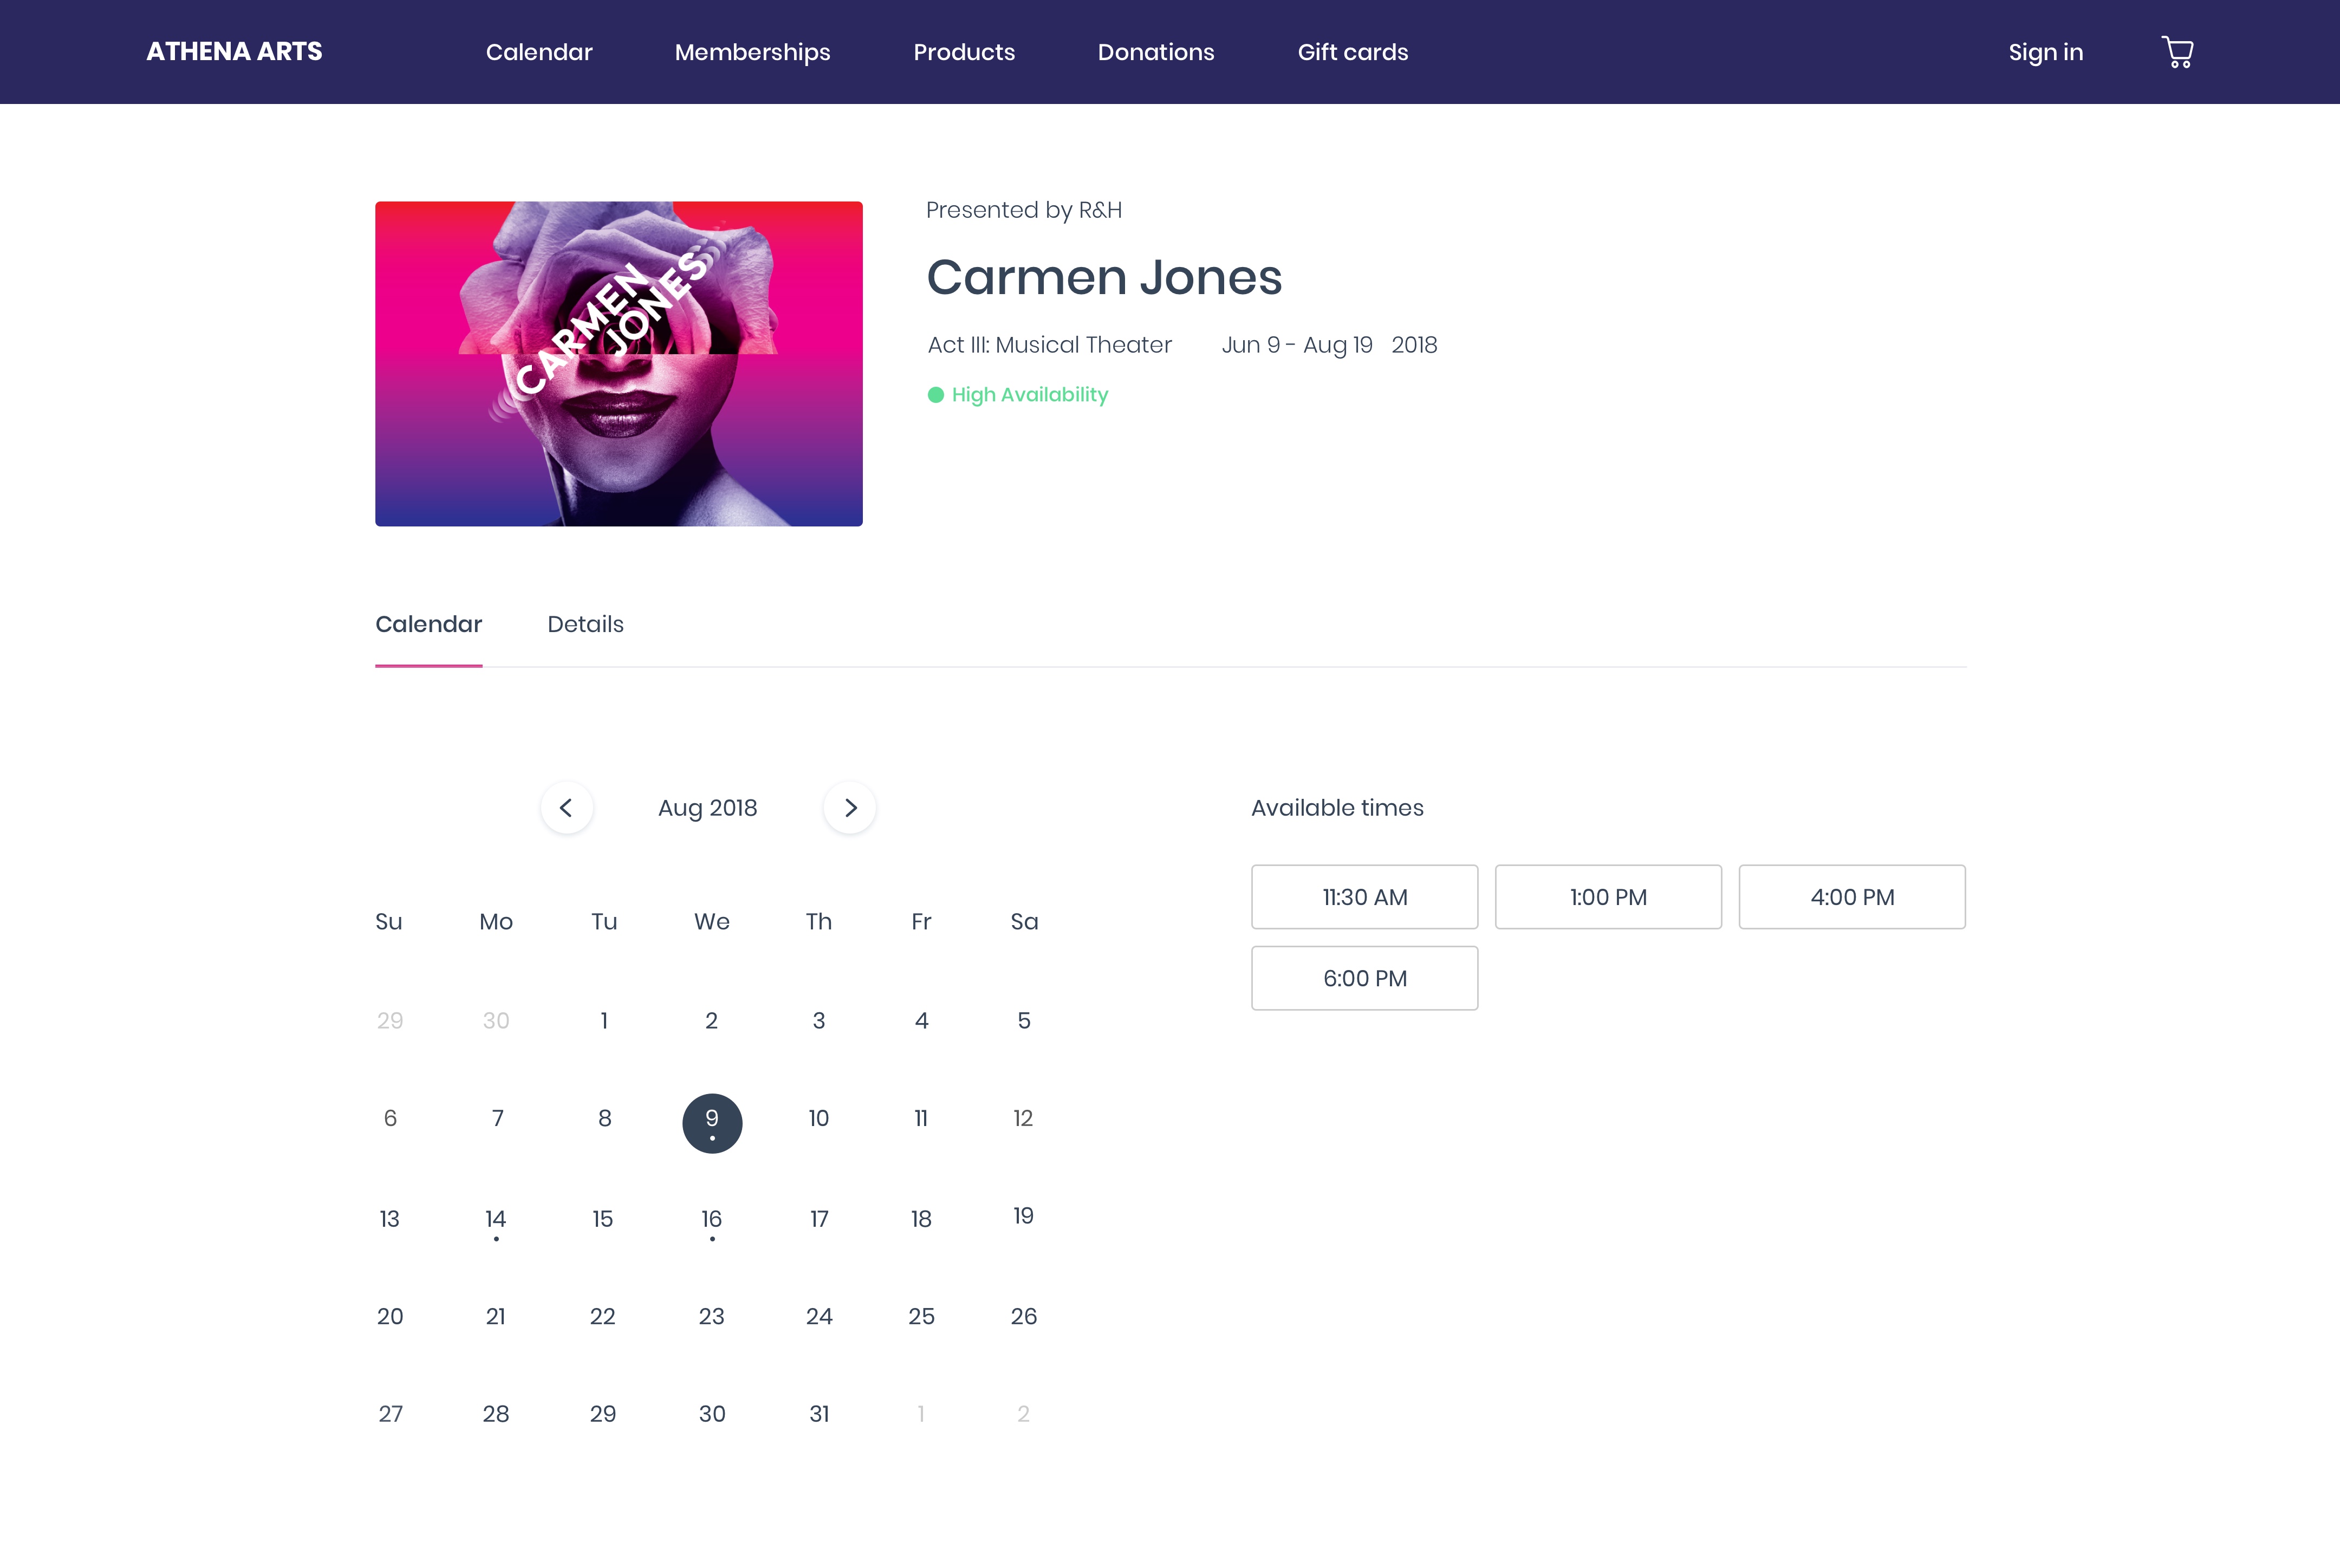 ATHENA ARTS Calendar Memberships Products Donations Gift cards Sign in
Presented by R&H
Carmen Jones
Act III: Musical Theater Jun 9 - Aug 19 2018
High Availability
CARMEN
JONES
Calendar Details
Aug 2018
Su Mo Tu We Th Fr Sa
29 30 1 2 3 4 5
6 7 8 9 10 11 12
13 14 15 16 17 18 19
20 21 22 23 24 25 26
27 28 29 30 31 1 2
Available times
11:30 AM 1:00 PM 4:00 PM
6:00 PM